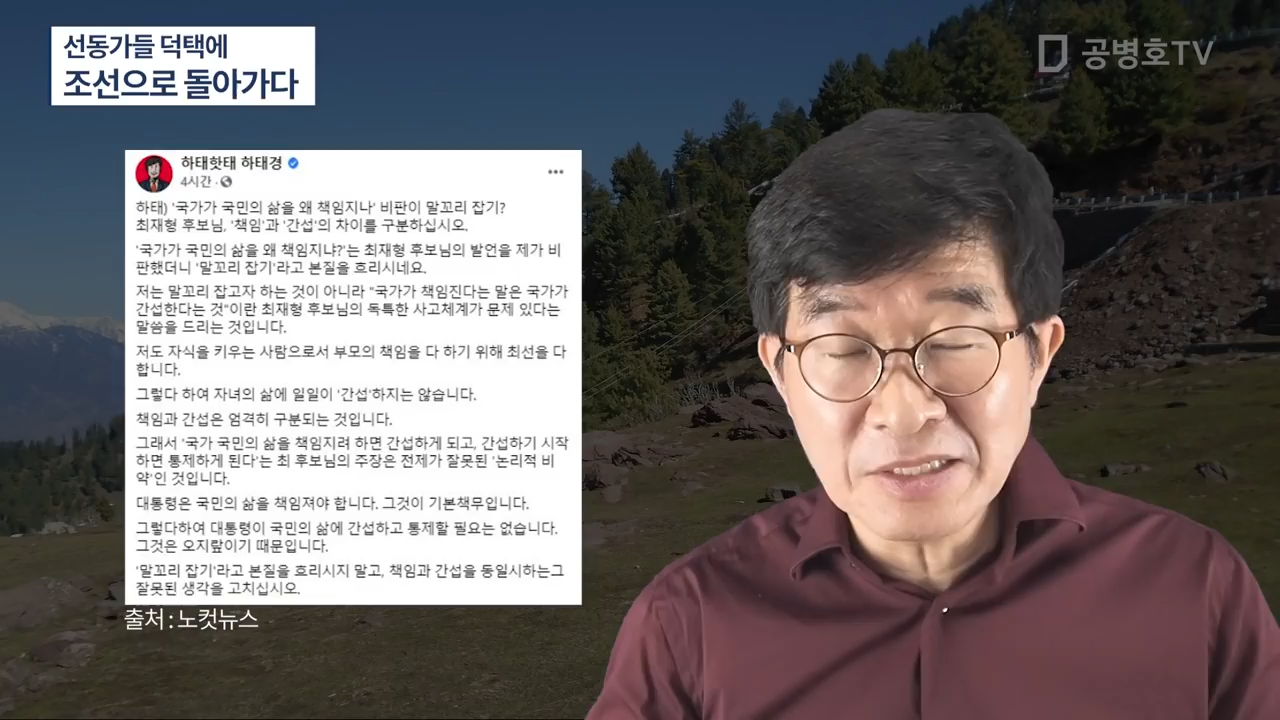 선동가들 덕택에
조선으로 돌아가다
공병호TV
하태핫태 하태경
4시간 ·
하태) '국가가 국민의 삶을 왜 책임지나' 비판이 말꼬리 잡기?
최재형 후보님, '책임'과 '간섭'의 차이를 구분하십시오.
'국가가 국민의 삶을 왜 책임지냐?'는 최재형 후보님의 발언을 제가 비
판했더니 '말꼬리 잡기'라고 본질을 흐리시네요.
저는 말꼬리 잡고자 하는 것이 아니라 "국가가 책임진다는 말은 국가가
간섭한다는 것"이란 최재형 후보님의 독특한 사고체계가 문제 있다는
말씀을 드리는 것입니다.
저도 자식을 키우는 사람으로서 부모의 책임을 다 하기 위해 최선을 다
합니다.
그렇다 하여 자녀의 삶에 일일이 '간섭'하지는 않습니다.
책임과 간섭은 엄격히 구분되는 것입니다.
그래서 '국가 국민의 삶을 책임지려 하면 간섭하게 되고, 간섭하기 시작
하면 통제하게 된다'는 최 후보님의 주장은 전제가 잘못된 '논리적 비
약'인 것입니다.
대통령은 국민의 삶을 책임져야 합니다. 그것이 기본책무입니다.
그렇다하여 대통령이 국민의 삶에 간섭하고 통제할 필요는 없습니다.
그것은 오지랖이기 때문입니다.
'말꼬리 잡기'라고 본질을 흐리시지 말고, 책임과 간섭을 동일시하는그
잘못된 생각을 고치십시오.
출처 : 노컷뉴스